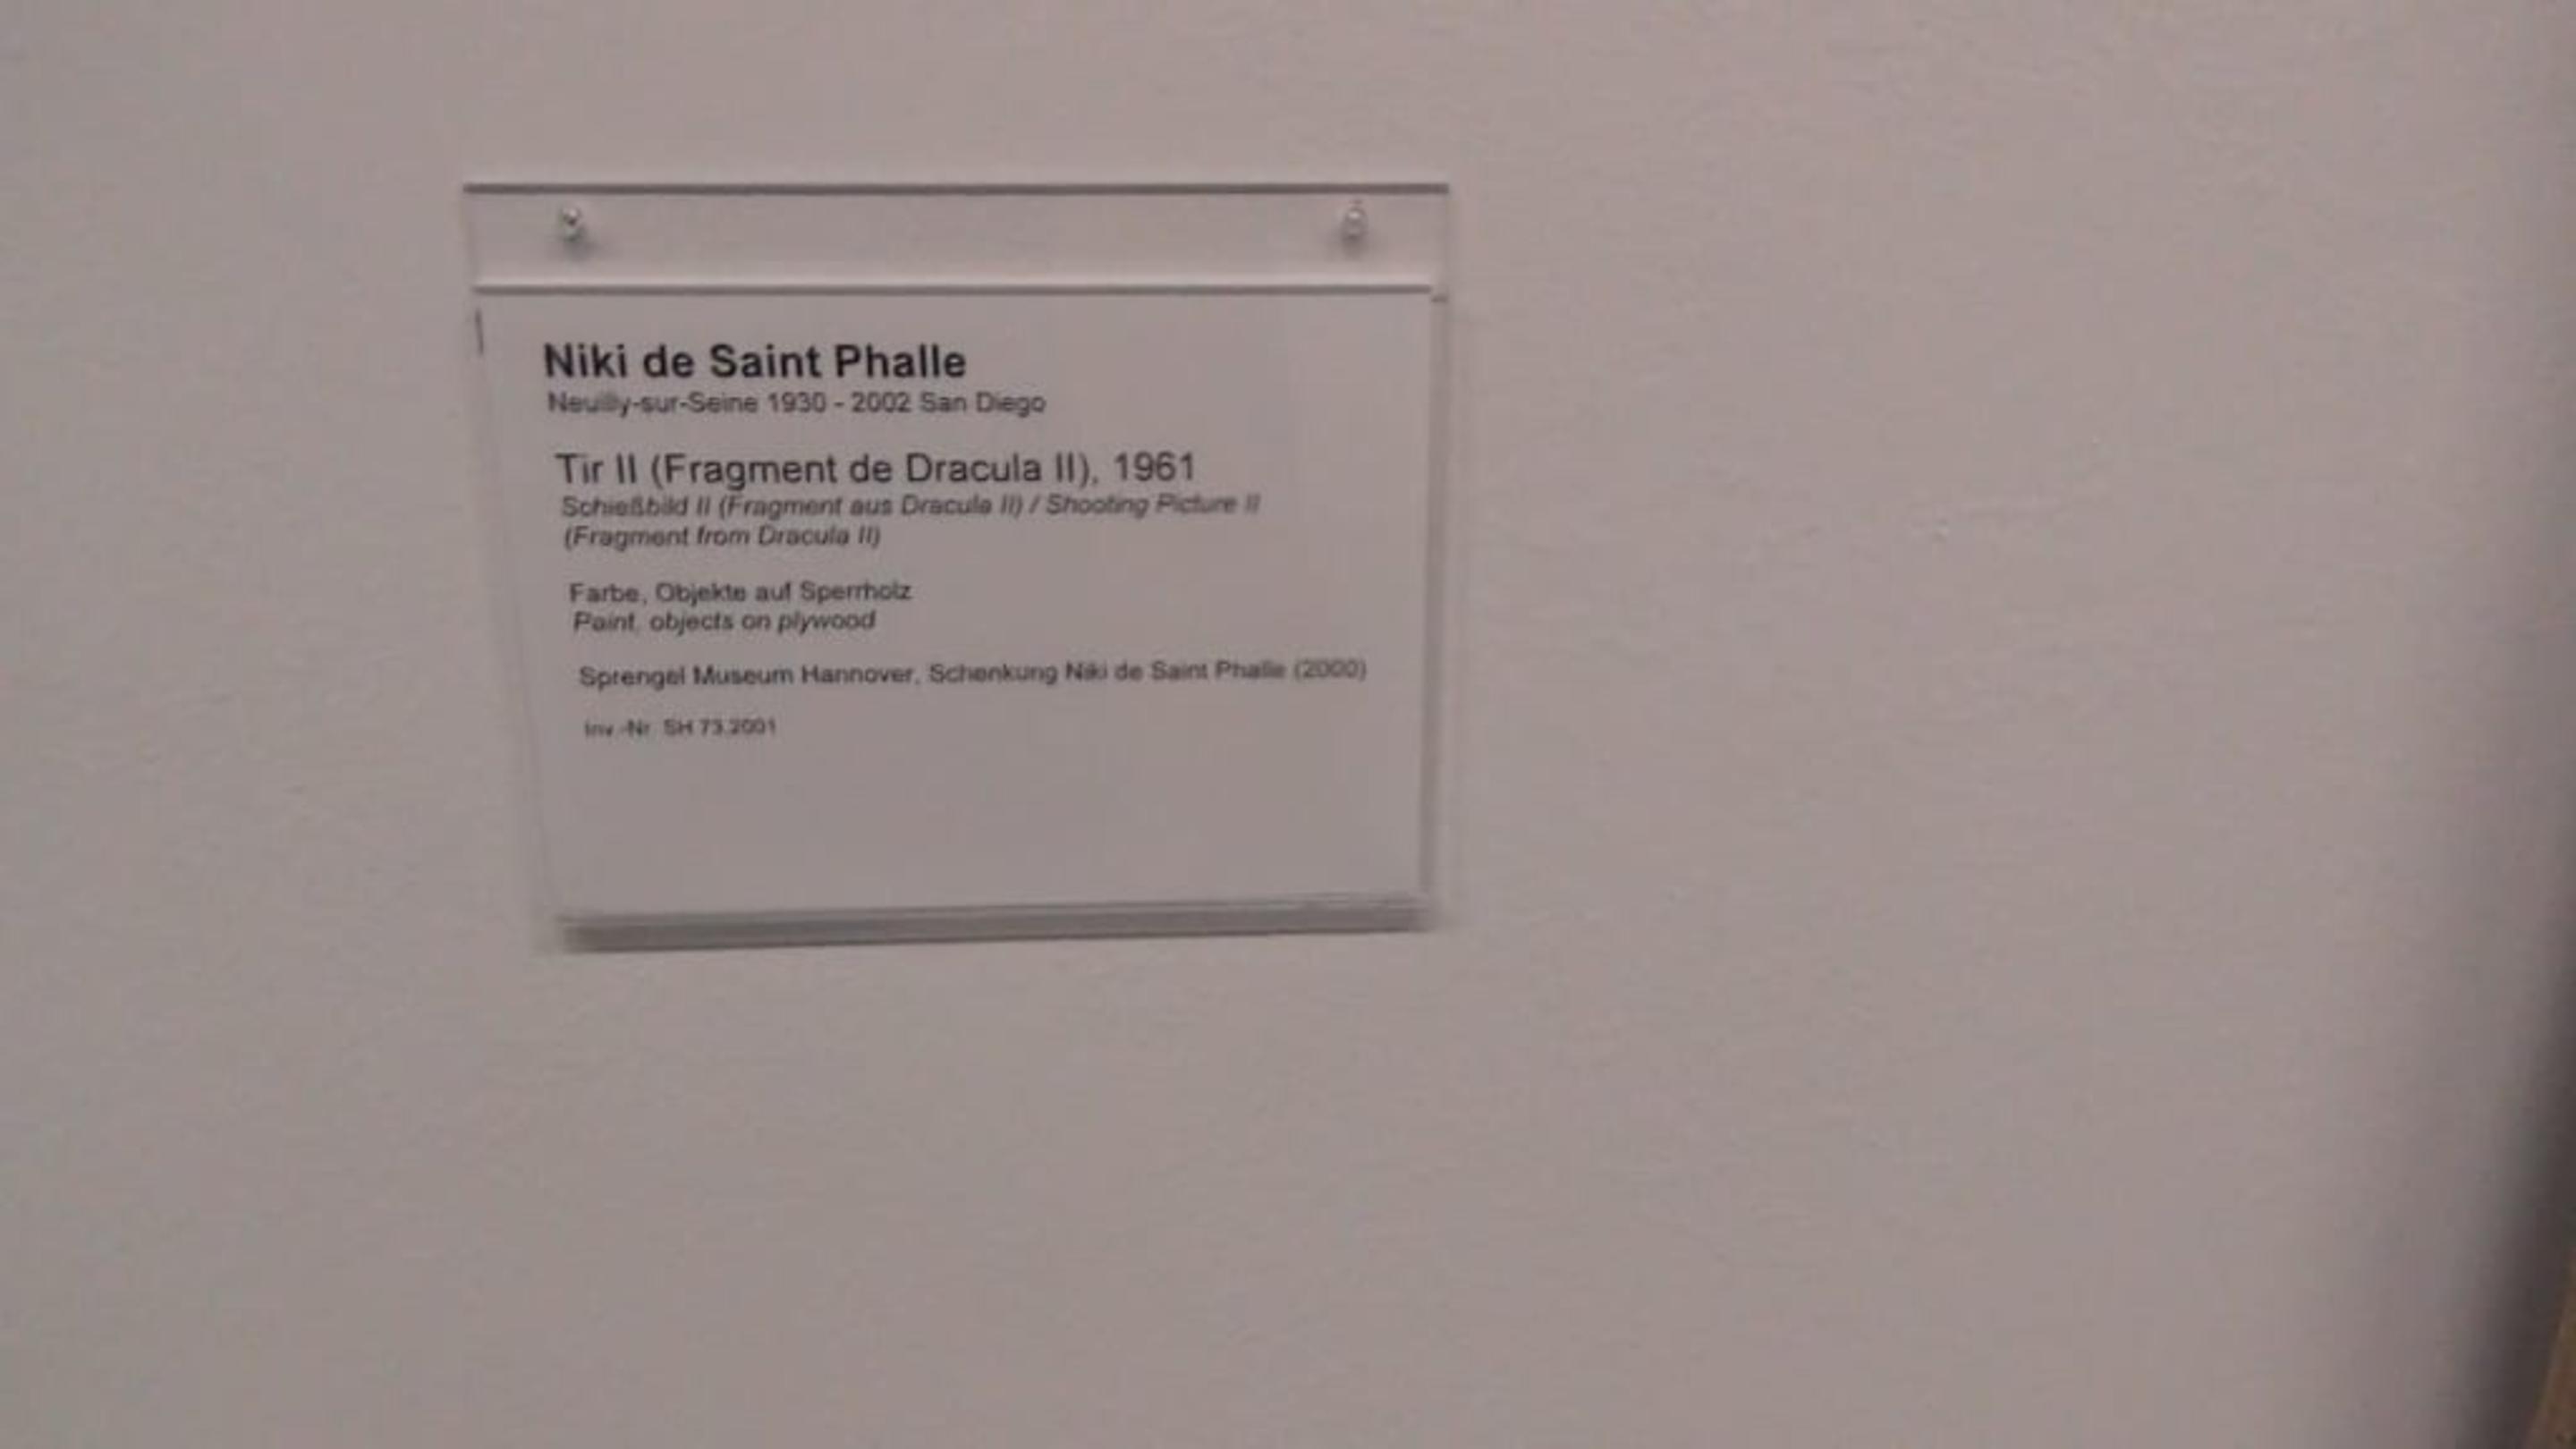 Niki de Saint Phalle
Neuilly-sur-Seine 1930 - 2002 San Diego
Tir II (Fragment de Dracula II), 1961
Schießbild II (Fragment aus Dracula II) / Shooting Picture II
(Fragment from Dracula II)
Farbe, Objekte auf Sperrholz
Paint, objects on plywood
Sprengel Museum Hannover, Schenkung Niki de Saint Phalle (2000)
Inv.-Nr. SH 73.2001